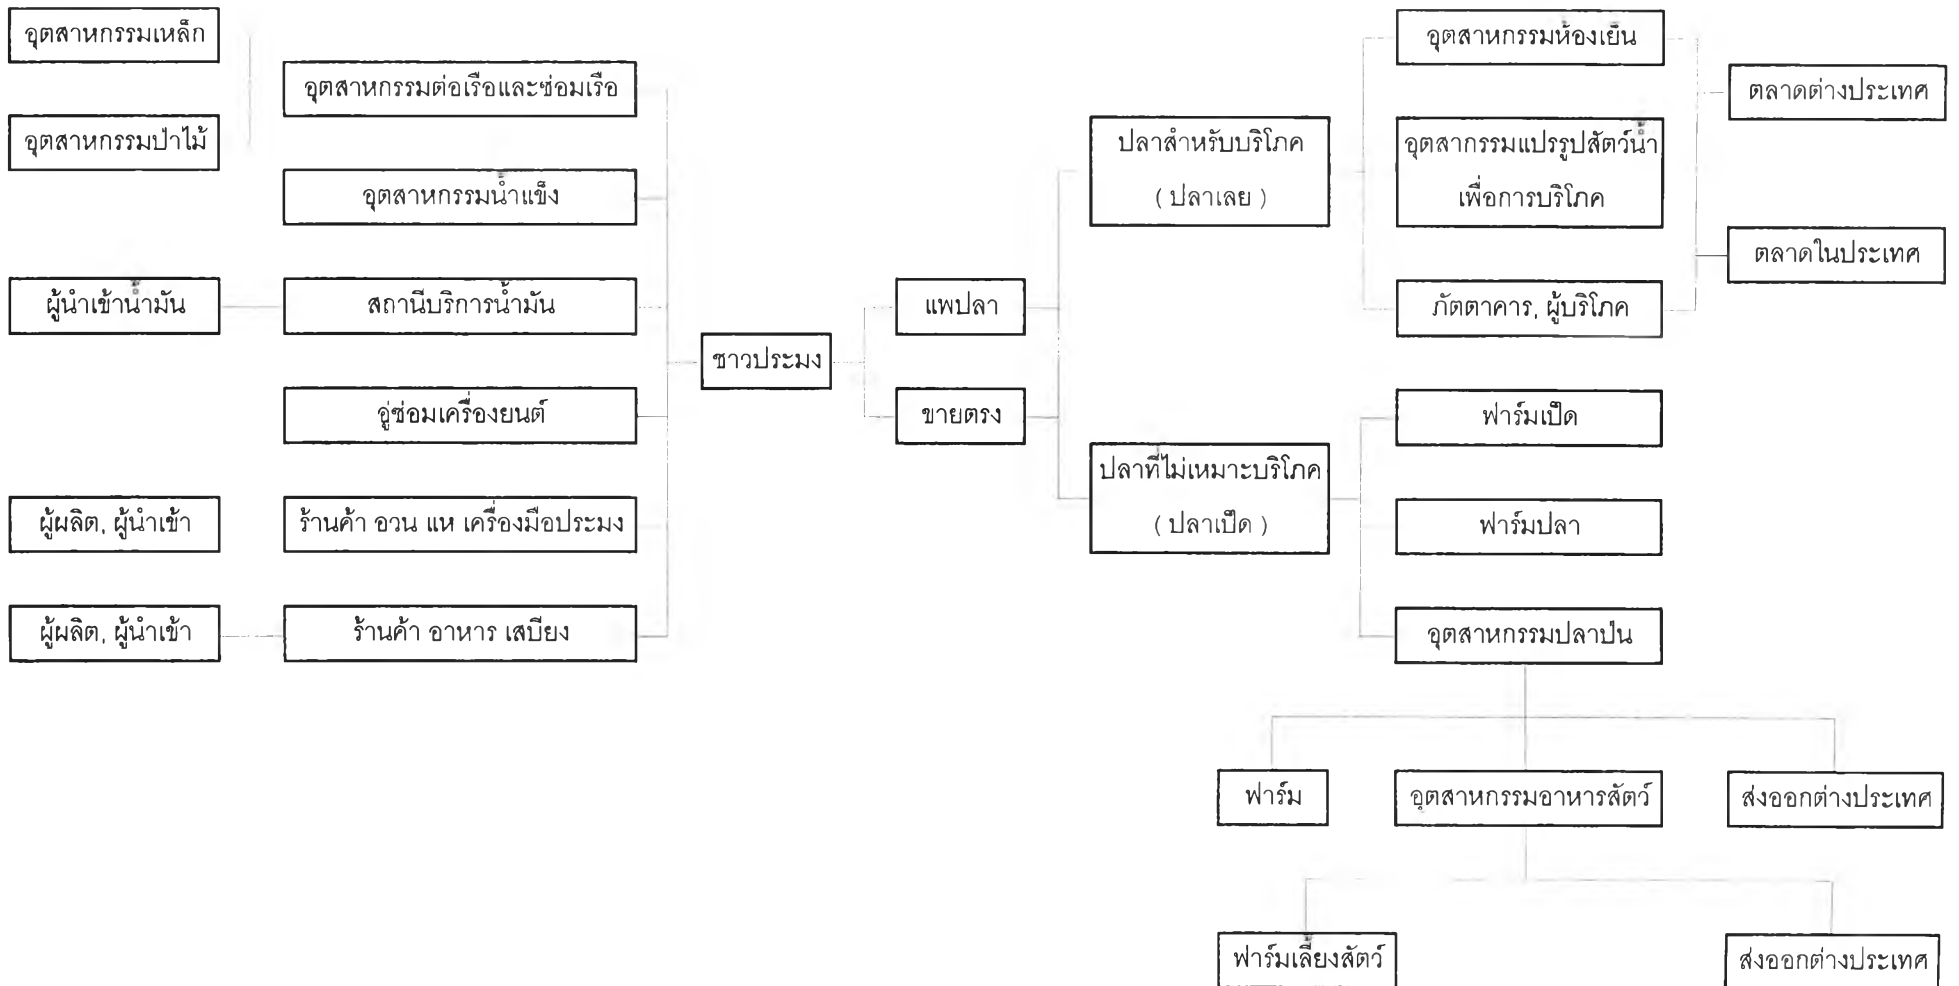 อุตสาหกรรมเหล็ก
อุตสาหกรรมป่าไม้
ผู้นำเข้าน้ำมัน
ผู้ผลิต, ผู้นำเข้า
ผู้ผลิต, ผู้นำเข้า
อุตสาหกรรมต่อเรือและซ่อมเรือ
อุตสาหกรรมน้ำแข็ง
สถานีบริการน้ำมัน
อู่ซ่อมเครื่องยนต์
ร้านค้า อวน แห เครื่องมือประมง
ร้านค้า อาหาร เสบียง
ชาวประมง
แพปลา
ขายตรง
ปลาสำหรับบริโภค
( ปลาเลย )
ปลาที่ไม่เหมาะบริโภค
( ปลาเป็ด )
อุตสาหกรรมห้องเย็น
อุตสากรรมแปรรูปสัตว์น้ำ
เพื่อการบริโภค
ภัตตาคาร, ผู้บริโภค
ตลาดต่างประเทศ
ตลาดในประเทศ
ฟาร์มเป็ด
ฟาร์มปลา
อุตสาหกรรมปลาป่น
ฟาร์ม
อุตสาหกรรมอาหารสัตว์
ส่งออกต่างประเทศ
ฟาร์มเลี้ยงสัตว์
ส่งออกต่างประเทศ